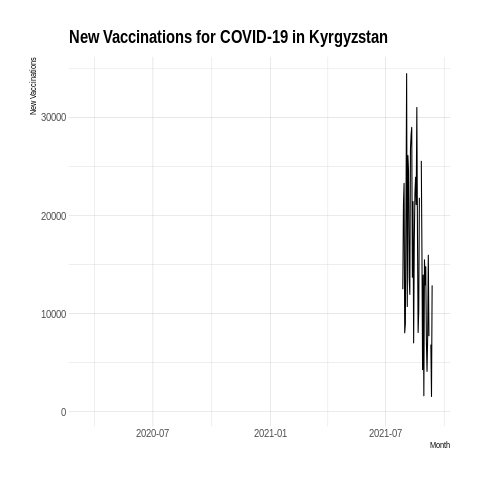 New Vaccinations for COVID-19 in Kyrgyzstan
New Vaccinations
30000
20000
10000
0
2020-07
2021-01
2021-07
Month